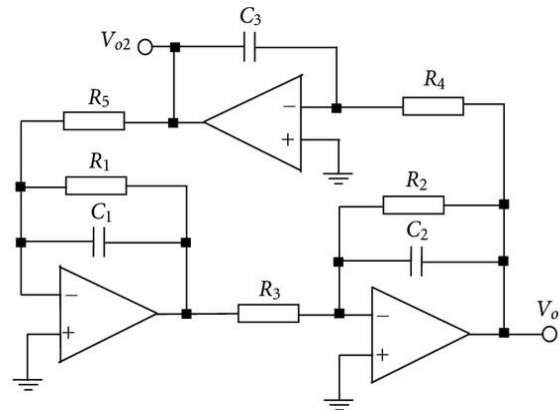 C₃
Vₒ₂
R₅
−
+
R₄
R₁
R₂
C₁
C₂
R₃
−
+
−
+
Vₒ